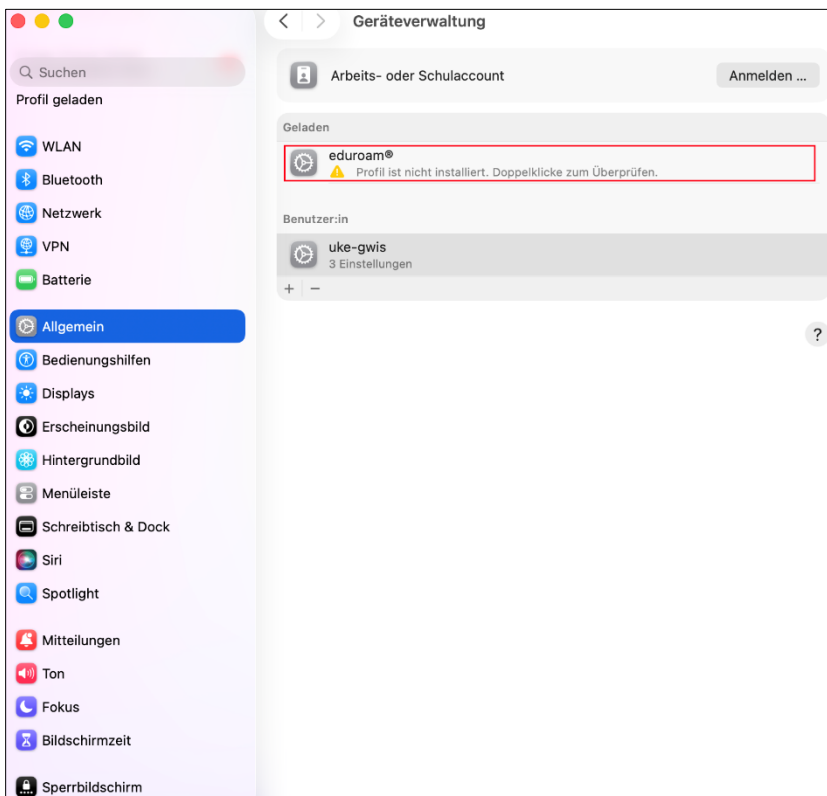 Geräteverwaltung
Suchen
Profil geladen
WLAN
Bluetooth
Netzwerk
VPN
Batterie
Allgemein
Bedienungshilfen
Displays
Erscheinungsbild
Hintergrundbild
Menüleiste
Schreibtisch & Dock
Siri
Spotlight
Mitteilungen
Ton
Fokus
Bildschirmzeit
Sperrbildschirm
Arbeits- oder Schulaccount
Anmelden ...
Geladen
eduroam®
Profil ist nicht installiert. Doppelklicke zum Überprüfen.
Benutzer:in
uke-gwis
3 Einstellungen
+ −
?